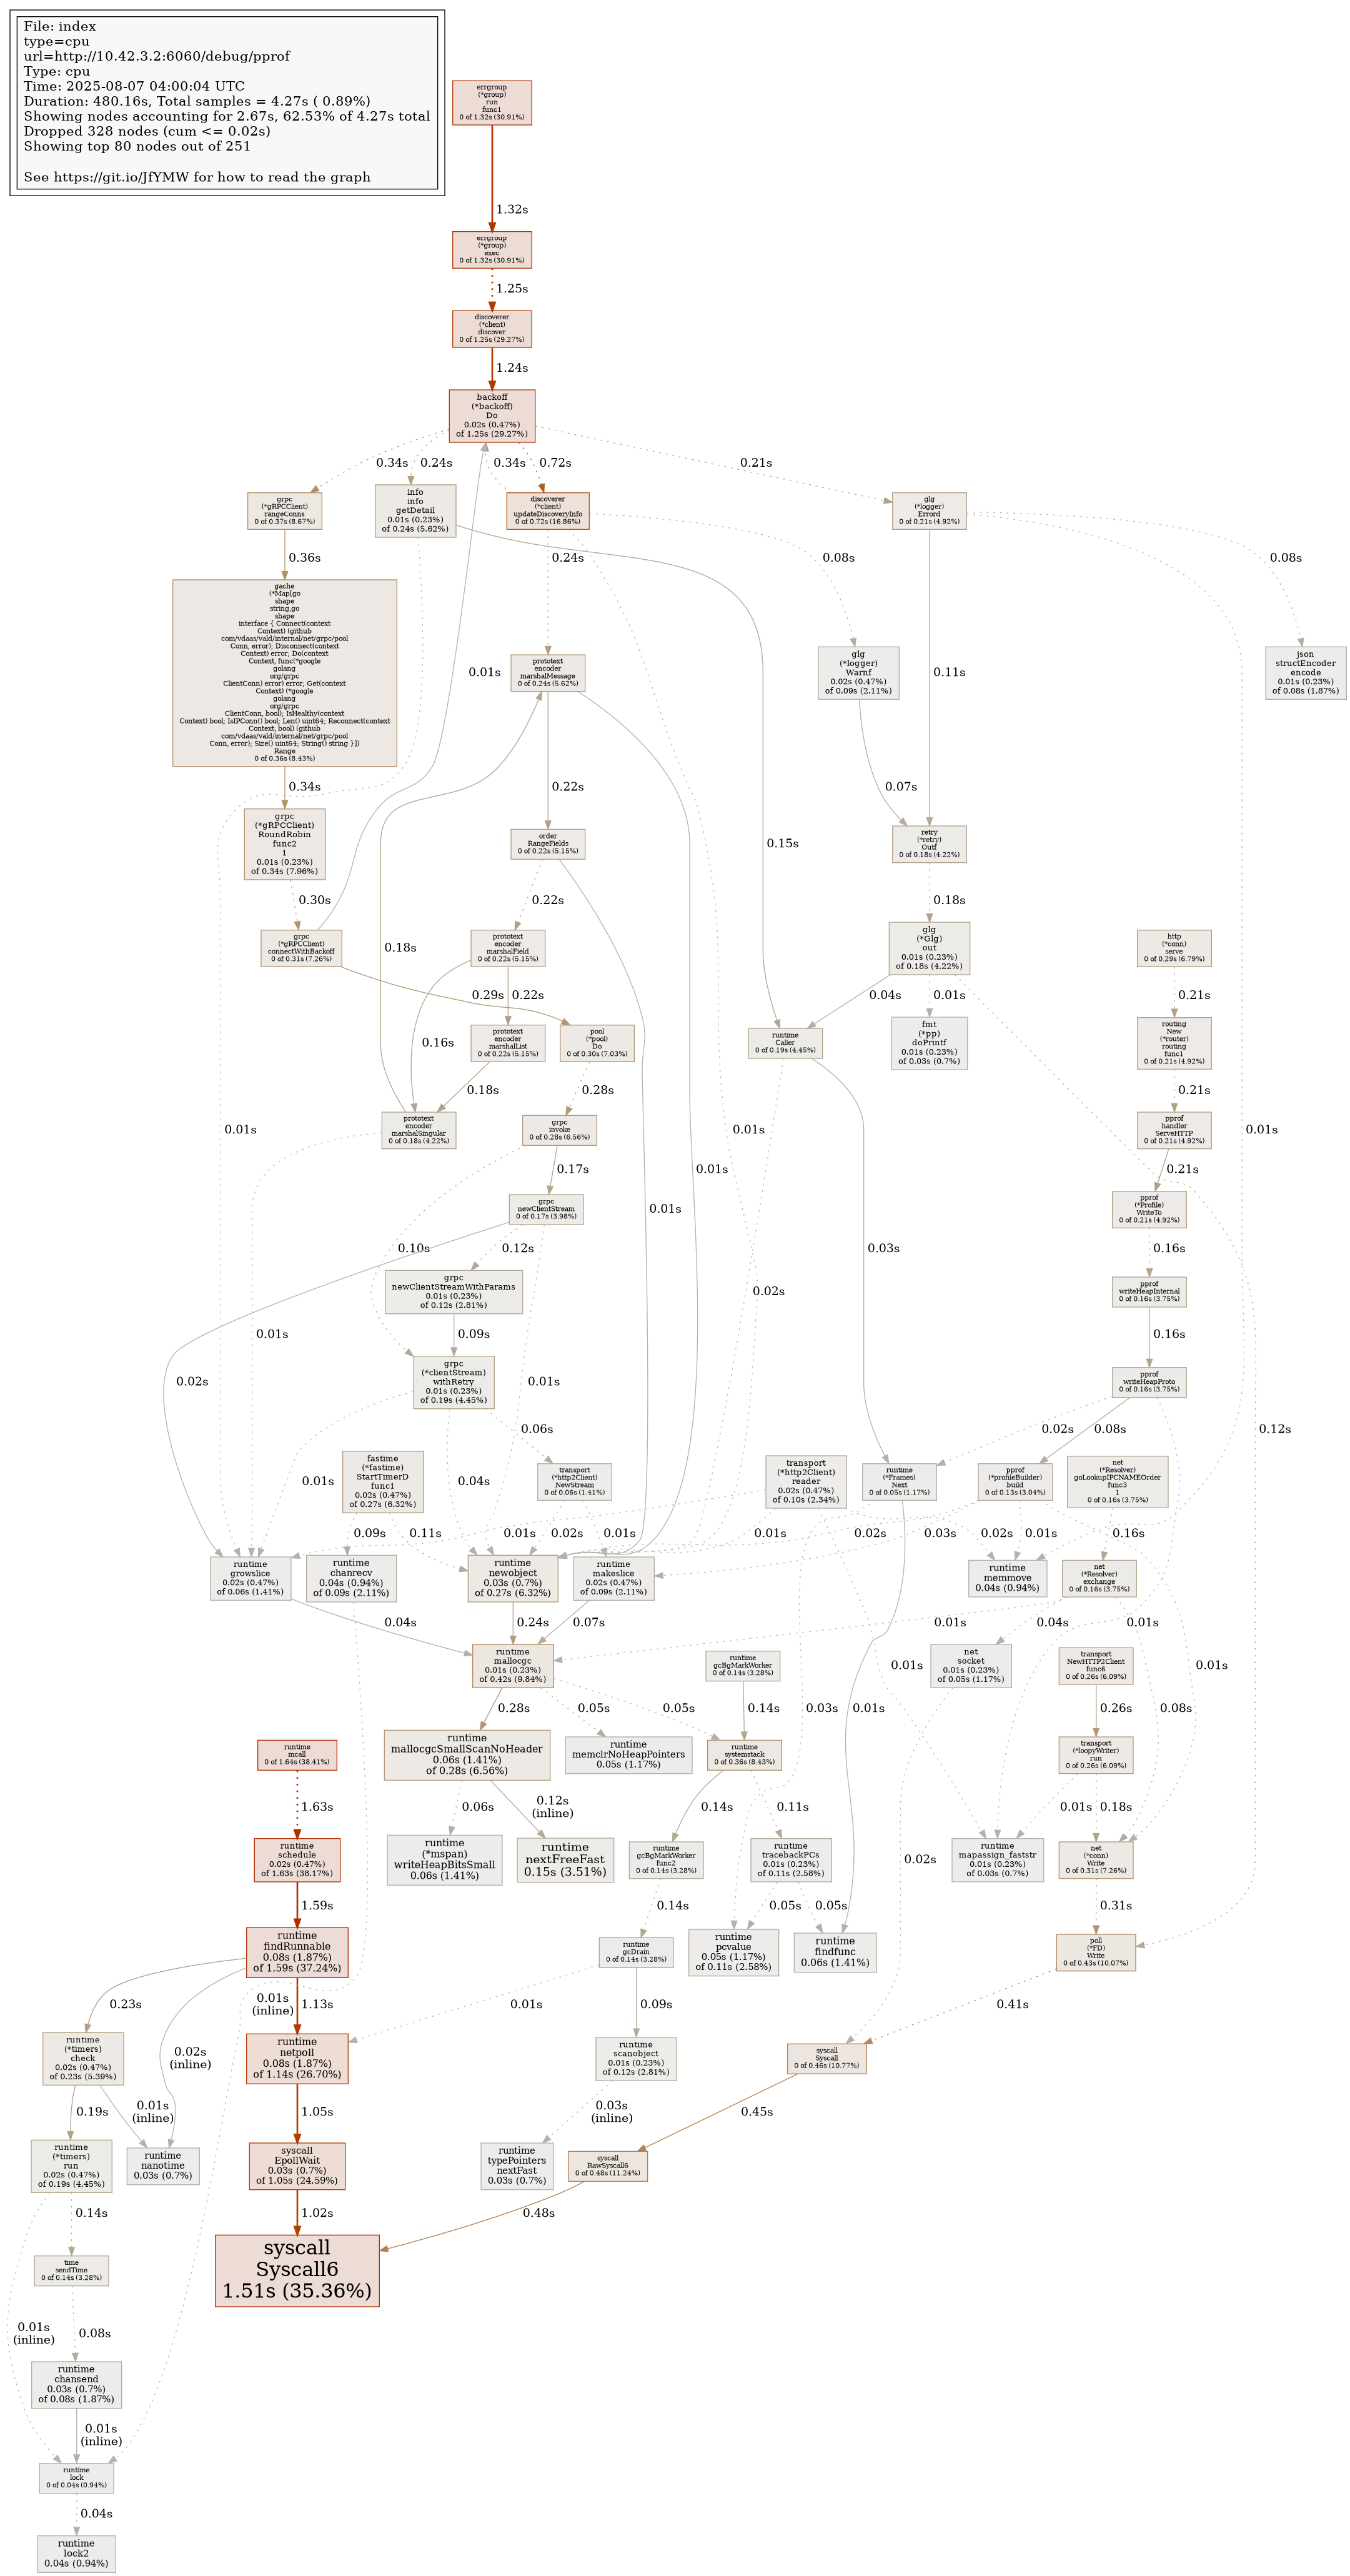 File: index
type=cpu
url=http://10.42.3.2:6060/debug/pprof
Type: cpu
Time: 2025-08-07 04:00:04 UTC
Duration: 480.16s, Total samples = 4.27s ( 0.89%)
Showing nodes accounting for 2.67s, 62.53% of 4.27s total
Dropped 328 nodes (cum <= 0.02s)
Showing top 80 nodes out of 251
See https://git.io/JfYMW for how to read the graph
errgroup
(*group)
run
func1
0 of 1.32s (30.91%)
1.32s
errgroup
(*group)
exec
0 of 1.32s (30.91%)
1.25s
discoverer
(*client)
discover
0 of 1.25s (29.27%)
1.24s
backoff
(*backoff)
Do
0.02s (0.47%)
of 1.25s (29.27%)
0.34s
0.24s
0.34s
0.72s
0.21s
grpc
(*gRPCClient)
rangeConns
0 of 0.37s (8.67%)
info
info
getDetail
0.01s (0.23%)
of 0.24s (5.62%)
discoverer
(*client)
updateDiscoveryInfo
0 of 0.72s (16.86%)
glg
(*logger)
Errord
0 of 0.21s (4.92%)
0.36s
0.24s
0.08s
0.08s
gache
(*Map[go
shape
string,go
shape
interface { Connect(context
Context) (github
com/vdaas/vald/internal/net/grpc/pool
Conn, error); Disconnect(context
Context) error; Do(context
Context, func(*google
golang
org/grpc
ClientConn) error) error; Get(context
Context) (*google
golang
org/grpc
ClientConn, bool); IsHealthy(context
Context) bool; IsIPConn() bool; Len() uint64; Reconnect(context
Context, bool) (github
com/vdaas/vald/internal/net/grpc/pool
Conn, error); Size() uint64; String() string }])
Range
0 of 0.36s (8.43%)
0.01s
prototext
encoder
marshalMessage
0 of 0.24s (5.62%)
glg
(*logger)
Warnf
0.02s (0.47%)
of 0.09s (2.11%)
0.11s
json
structEncoder
encode
0.01s (0.23%)
of 0.08s (1.87%)
0.34s
0.22s
0.07s
grpc
(*gRPCClient)
RoundRobin
func2
1
0.01s (0.23%)
of 0.34s (7.96%)
order
RangeFields
0 of 0.22s (5.15%)
0.15s
retry
(*retry)
Outf
0 of 0.18s (4.22%)
0.30s
0.22s
0.18s
grpc
(*gRPCClient)
connectWithBackoff
0 of 0.31s (7.26%)
0.18s
prototext
encoder
marshalField
0 of 0.22s (5.15%)
glg
(*Glg)
out
0.01s (0.23%)
of 0.18s (4.22%)
http
(*conn)
serve
0 of 0.29s (6.79%)
0.29s
0.22s
0.04s
0.01s
0.21s
0.16s
prototext
encoder
marshalList
0 of 0.22s (5.15%)
pool
(*pool)
Do
0 of 0.30s (7.03%)
runtime
Caller
0 of 0.19s (4.45%)
fmt
(*pp)
doPrintf
0.01s (0.23%)
of 0.03s (0.7%)
routing
New
(*router)
routing
func1
0 of 0.21s (4.92%)
0.18s
0.28s
0.21s
0.01s
prototext
encoder
marshalSingular
0 of 0.18s (4.22%)
grpc
invoke
0 of 0.28s (6.56%)
0.01s
pprof
handler
ServeHTTP
0 of 0.21s (4.92%)
0.01s
0.17s
0.01s
0.21s
grpc
newClientStream
0 of 0.17s (3.98%)
0.01s
pprof
(*Profile)
WriteTo
0 of 0.21s (4.92%)
0.10s
0.12s
0.03s
0.16s
grpc
newClientStreamWithParams
0.01s (0.23%)
of 0.12s (2.81%)
0.02s
pprof
writeHeapInternal
0 of 0.16s (3.75%)
0.01s
0.09s
0.16s
0.02s
grpc
(*clientStream)
withRetry
0.01s (0.23%)
of 0.19s (4.45%)
0.01s
pprof
writeHeapProto
0 of 0.16s (3.75%)
0.06s
0.02s
0.08s
0.12s
fastime
(*fastime)
StartTimerD
func1
0.02s (0.47%)
of 0.27s (6.32%)
0.01s
0.04s
transport
(*http2Client)
NewStream
0 of 0.06s (1.41%)
transport
(*http2Client)
reader
0.02s (0.47%)
of 0.10s (2.34%)
runtime
(*Frames)
Next
0 of 0.05s (1.17%)
pprof
(*profileBuilder)
build
0 of 0.13s (3.04%)
net
(*Resolver)
goLookupIPCNAMEOrder
func3
1
0 of 0.16s (3.75%)
0.09s
0.11s
0.01s
0.02s
0.01s
0.01s
0.02s
0.03s
0.02s
0.01s
0.16s
runtime
growslice
0.02s (0.47%)
of 0.06s (1.41%)
runtime
chanrecv
0.04s (0.94%)
of 0.09s (2.11%)
runtime
newobject
0.03s (0.7%)
of 0.27s (6.32%)
runtime
makeslice
0.02s (0.47%)
of 0.09s (2.11%)
runtime
memmove
0.04s (0.94%)
net
(*Resolver)
exchange
0 of 0.16s (3.75%)
0.04s
0.24s
0.07s
0.01s
0.04s
0.01s
runtime
mallocgc
0.01s (0.23%)
of 0.42s (9.84%)
runtime
gcBgMarkWorker
0 of 0.14s (3.28%)
0.01s
net
socket
0.01s (0.23%)
of 0.05s (1.17%)
transport
NewHTTP2Client
func6
0 of 0.26s (6.09%)
0.01s
0.28s
0.05s
0.05s
0.14s
0.03s
0.01s
0.26s
0.08s
runtime
mcall
0 of 1.64s (38.41%)
runtime
mallocgcSmallScanNoHeader
0.06s (1.41%)
of 0.28s (6.56%)
runtime
memclrNoHeapPointers
0.05s (1.17%)
runtime
systemstack
0 of 0.36s (8.43%)
transport
(*loopyWriter)
run
0 of 0.26s (6.09%)
1.63s
0.06s
0.12s
(inline)
0.14s
0.11s
0.01s
0.18s
runtime
schedule
0.02s (0.47%)
of 1.63s (38.17%)
runtime
(*mspan)
writeHeapBitsSmall
0.06s (1.41%)
runtime
nextFreeFast
0.15s (3.51%)
runtime
gcBgMarkWorker
func2
0 of 0.14s (3.28%)
runtime
tracebackPCs
0.01s (0.23%)
of 0.11s (2.58%)
0.02s
runtime
mapassign_faststr
0.01s (0.23%)
of 0.03s (0.7%)
net
(*conn)
Write
0 of 0.31s (7.26%)
1.59s
0.14s
0.05s
0.05s
0.31s
runtime
findRunnable
0.08s (1.87%)
of 1.59s (37.24%)
runtime
gcDrain
0 of 0.14s (3.28%)
runtime
pcvalue
0.05s (1.17%)
of 0.11s (2.58%)
runtime
findfunc
0.06s (1.41%)
poll
(*FD)
Write
0 of 0.43s (10.07%)
0.23s
0.01s
(inline)
1.13s
0.01s
0.09s
0.41s
runtime
(*timers)
check
0.02s (0.47%)
of 0.23s (5.39%)
0.02s
(inline)
runtime
netpoll
0.08s (1.87%)
of 1.14s (26.70%)
runtime
scanobject
0.01s (0.23%)
of 0.12s (2.81%)
syscall
Syscall
0 of 0.46s (10.77%)
0.19s
0.01s
(inline)
1.05s
0.03s
(inline)
0.45s
runtime
(*timers)
run
0.02s (0.47%)
of 0.19s (4.45%)
runtime
nanotime
0.03s (0.7%)
syscall
EpollWait
0.03s (0.7%)
of 1.05s (24.59%)
runtime
typePointers
nextFast
0.03s (0.7%)
syscall
RawSyscall6
0 of 0.48s (11.24%)
0.14s
1.02s
0.48s
time
sendTime
0 of 0.14s (3.28%)
syscall
Syscall6
1.51s (35.36%)
0.01s
(inline)
0.08s
runtime
chansend
0.03s (0.7%)
of 0.08s (1.87%)
0.01s
(inline)
runtime
lock
0 of 0.04s (0.94%)
0.04s
runtime
lock2
0.04s (0.94%)